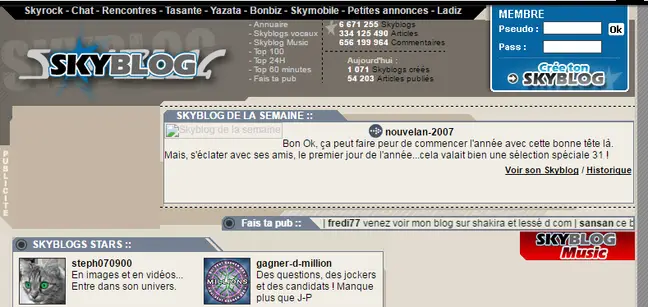 Skyrock - Chat - Rencontres - Tasante - Yazata - Bonbiz - Skymobile - Petites annonces - Ladiz
SKYBLOG
- Annuaire
- Skyblogs vocaux
- Skyblog Music
- Top 100
- Top 24H
- Top 60 minutes
- Fais ta pub
6 671 255 Skyblogs
334 125 490 Articles
656 199 964 Commentaires
Aujourd'hui :
1 071 Skyblogs créés
54 203 Articles publiés
MEMBRE
Pseudo :
Ok
Pass :
Crée ton
SKYBLOG
PUBLICITE
SKYBLOG DE LA SEMAINE ::
Skyblog de la semaine
nouvelan-2007
Bon Ok, ça peut faire peur de commencer l'année avec cette bonne tête là.
Mais, s'éclater avec ses amis, le premier jour de l'année...cela valait bien une sélection spéciale 31 !
Voir son Skyblog / Historique
Fais ta pub ::
| fredi77 venez voir mon blog sur shakira et lessé d com | sansan ce b
SKYBLOGS STARS ::
steph070900
En images et en vidéos...
Entre dans son univers.
MILLIONS
gagner-d-million
Des questions, des jockers
et des candidats ! Manque
plus que J-P
SKYBLOG
Music